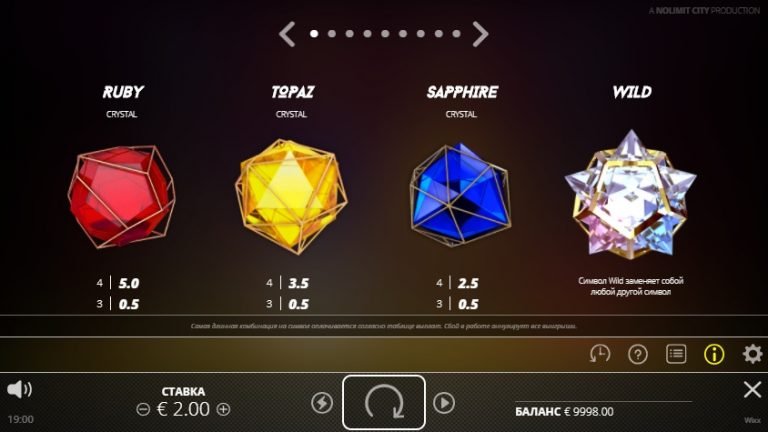 A NOLIMIT CITY PRODUCTION
RUBY
CRYSTAL
4 | 5.0
3 | 0.5
TOPAZ
CRYSTAL
4 | 3.5
3 | 0.5
SAPPHIRE
CRYSTAL
4 | 2.5
3 | 0.5
WILD
Символ Wild заменяет собой
любой другой символ
Самая длинная комбинация на символ оплачивается согласно таблице выплат. Сбой в работе аннулирует все выигрыши.
СТАВКА
€ 2.00
БАЛАНС € 9998.00
19:00
Wixx